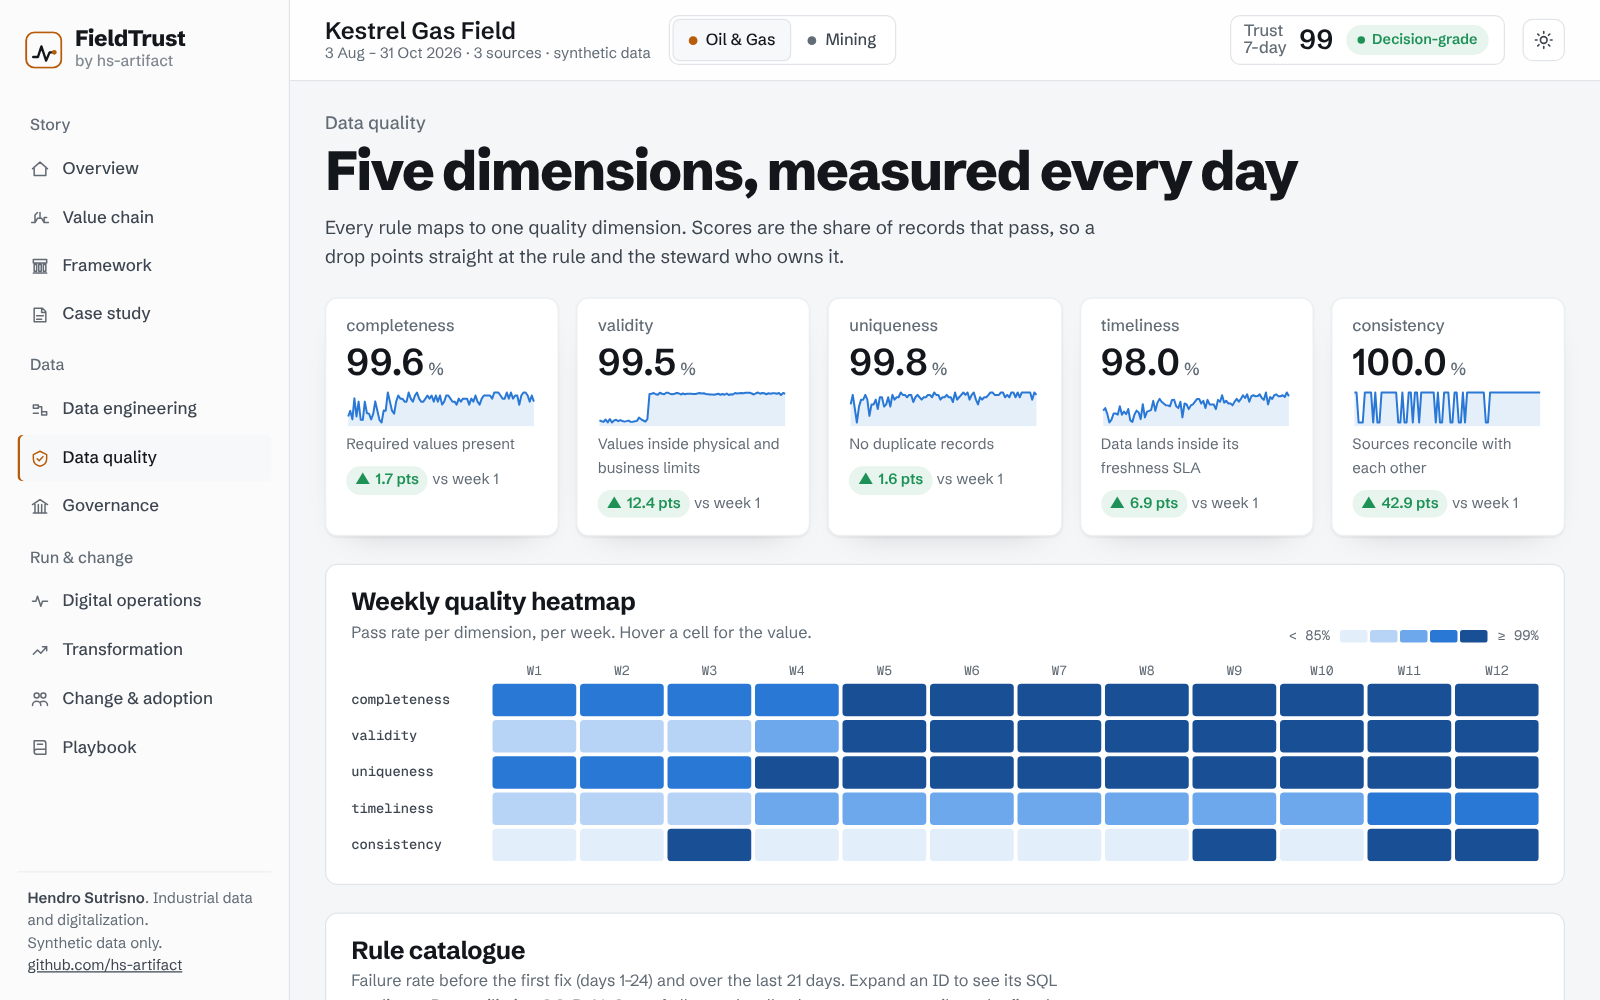 FieldTrust
by hs-artifact
Story
Overview
Value chain
Framework
Case study
Data
Data engineering
Data quality
Governance
Run & change
Digital operations
Transformation
Change & adoption
Playbook
Hendro Sutrisno. Industrial data
and digitalization.
Synthetic data only.
github.com/hs-artifact
Kestrel Gas Field
3 Aug – 31 Oct 2026 · 3 sources · synthetic data
Oil & Gas
Mining
Trust
7-day
99
Decision-grade
Data quality
Five dimensions, measured every day
Every rule maps to one quality dimension. Scores are the share of records that pass, so a
drop points straight at the rule and the steward who owns it.
completeness
99.6 %
Required values present
▲ 1.7 pts vs week 1
validity
99.5 %
Values inside physical and
business limits
▲ 12.4 pts vs week 1
uniqueness
99.8 %
No duplicate records
▲ 1.6 pts vs week 1
timeliness
98.0 %
Data lands inside its
freshness SLA
▲ 6.9 pts vs week 1
consistency
100.0 %
Sources reconcile with
each other
▲ 42.9 pts vs week 1
Weekly quality heatmap
Pass rate per dimension, per week. Hover a cell for the value.
< 85% ≥ 99%
W1 W2 W3 W4 W5 W6 W7 W8 W9 W10 W11 W12
completeness
validity
uniqueness
timeliness
consistency
Rule catalogue
Failure rate before the first fix (days 1–24) and over the last 21 days. Expand an ID to see its SQL